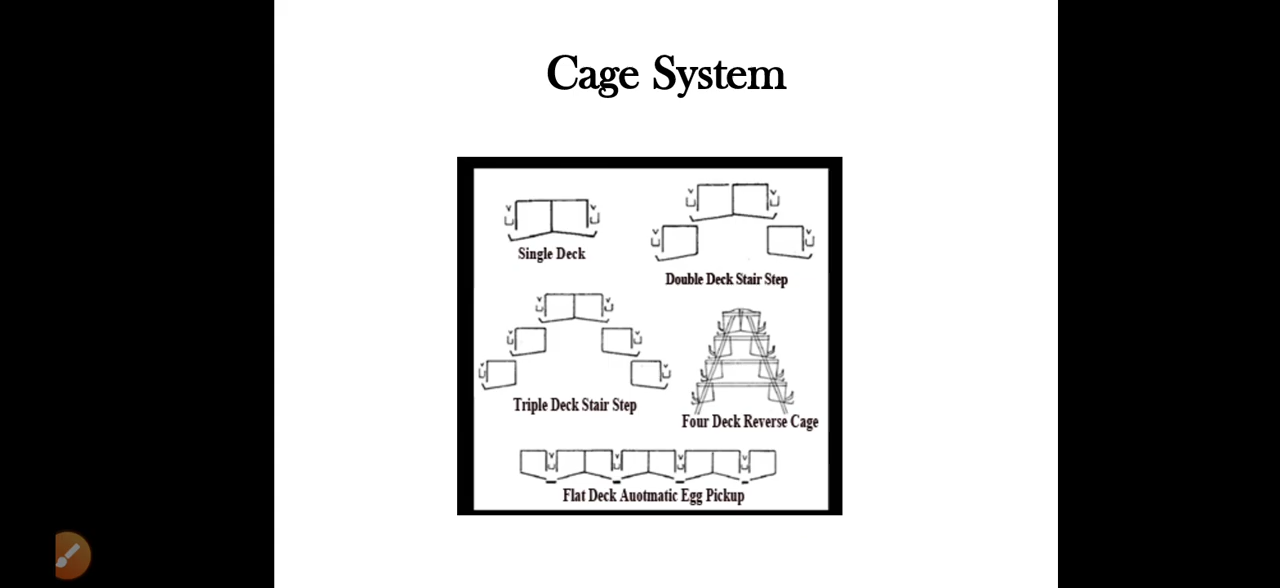 Cage System
Single Deck
Double Deck Stair Step
Triple Deck Stair Step
Four Deck Reverse Cage
Flat Deck Auotmatic Egg Pickup